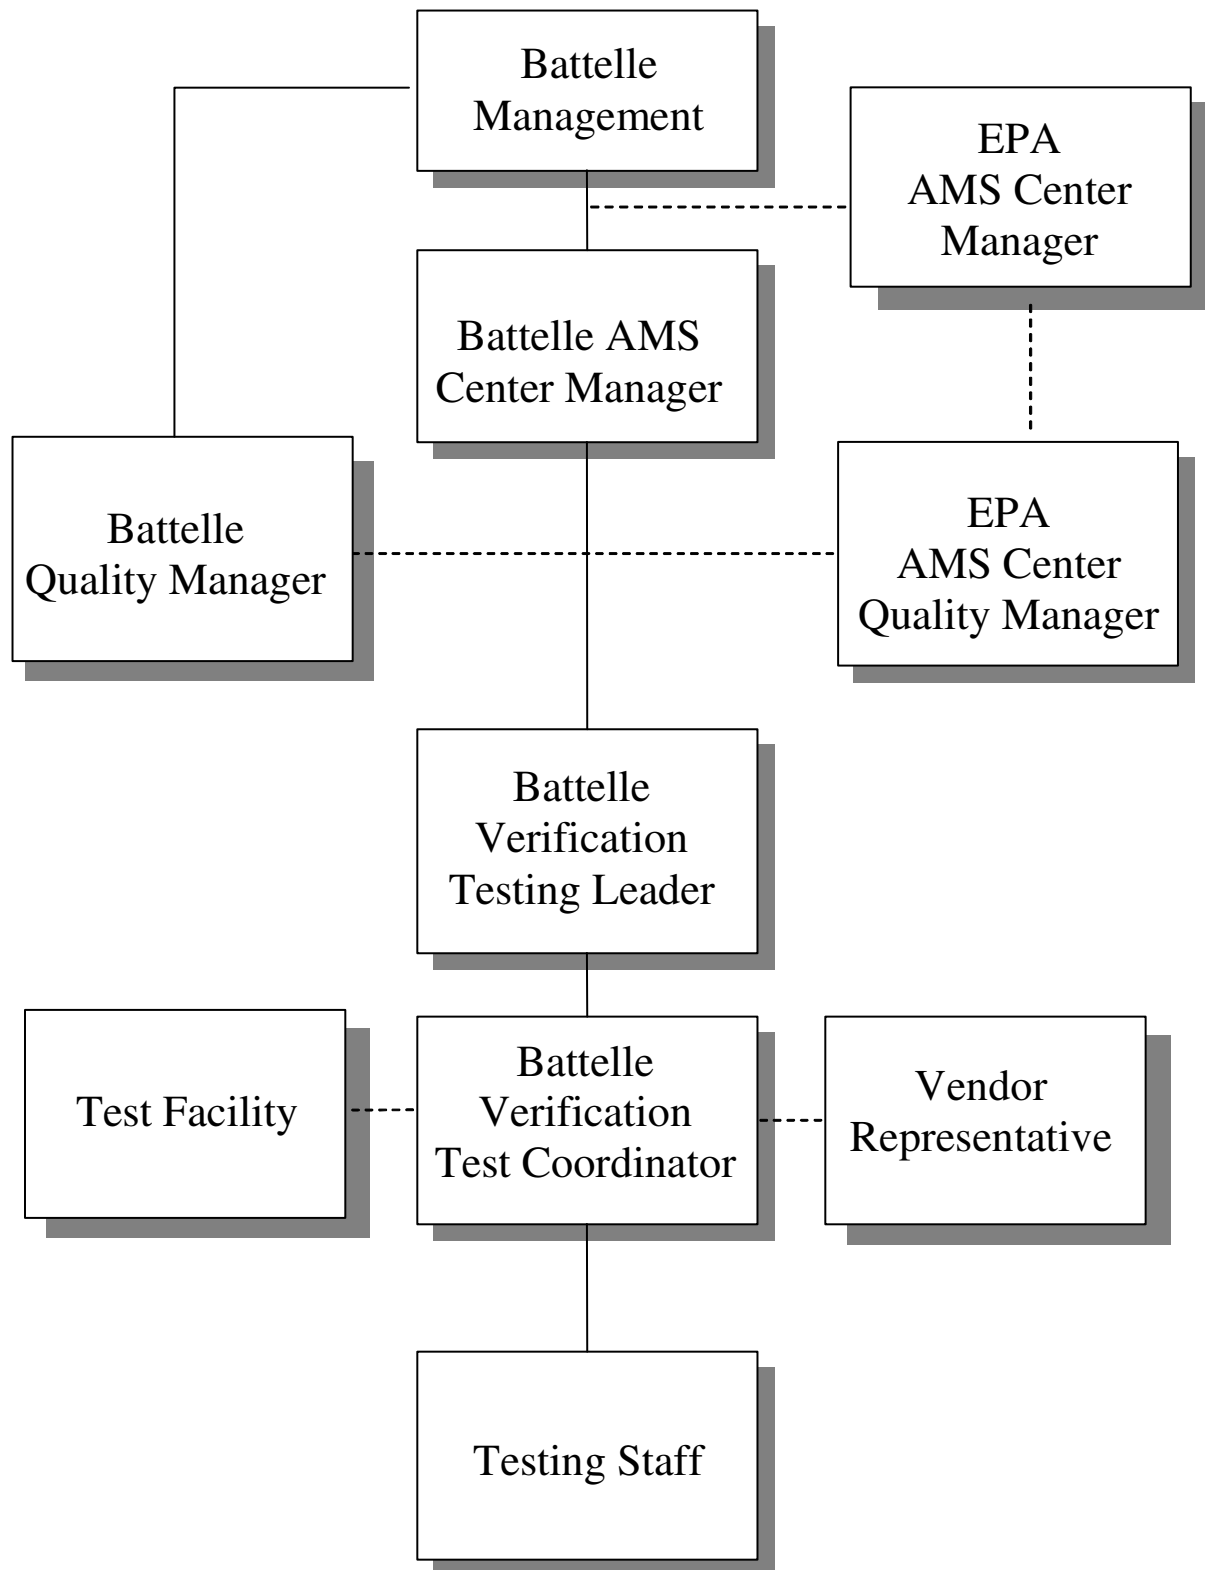 Battelle
Management
EPA
AMS Center
Manager
Battelle AMS
Center Manager
Battelle
Quality Manager
EPA
AMS Center
Quality Manager
Battelle
Verification
Testing Leader
Test Facility
Battelle
Verification
Test Coordinator
Vendor
Representative
Testing Staff